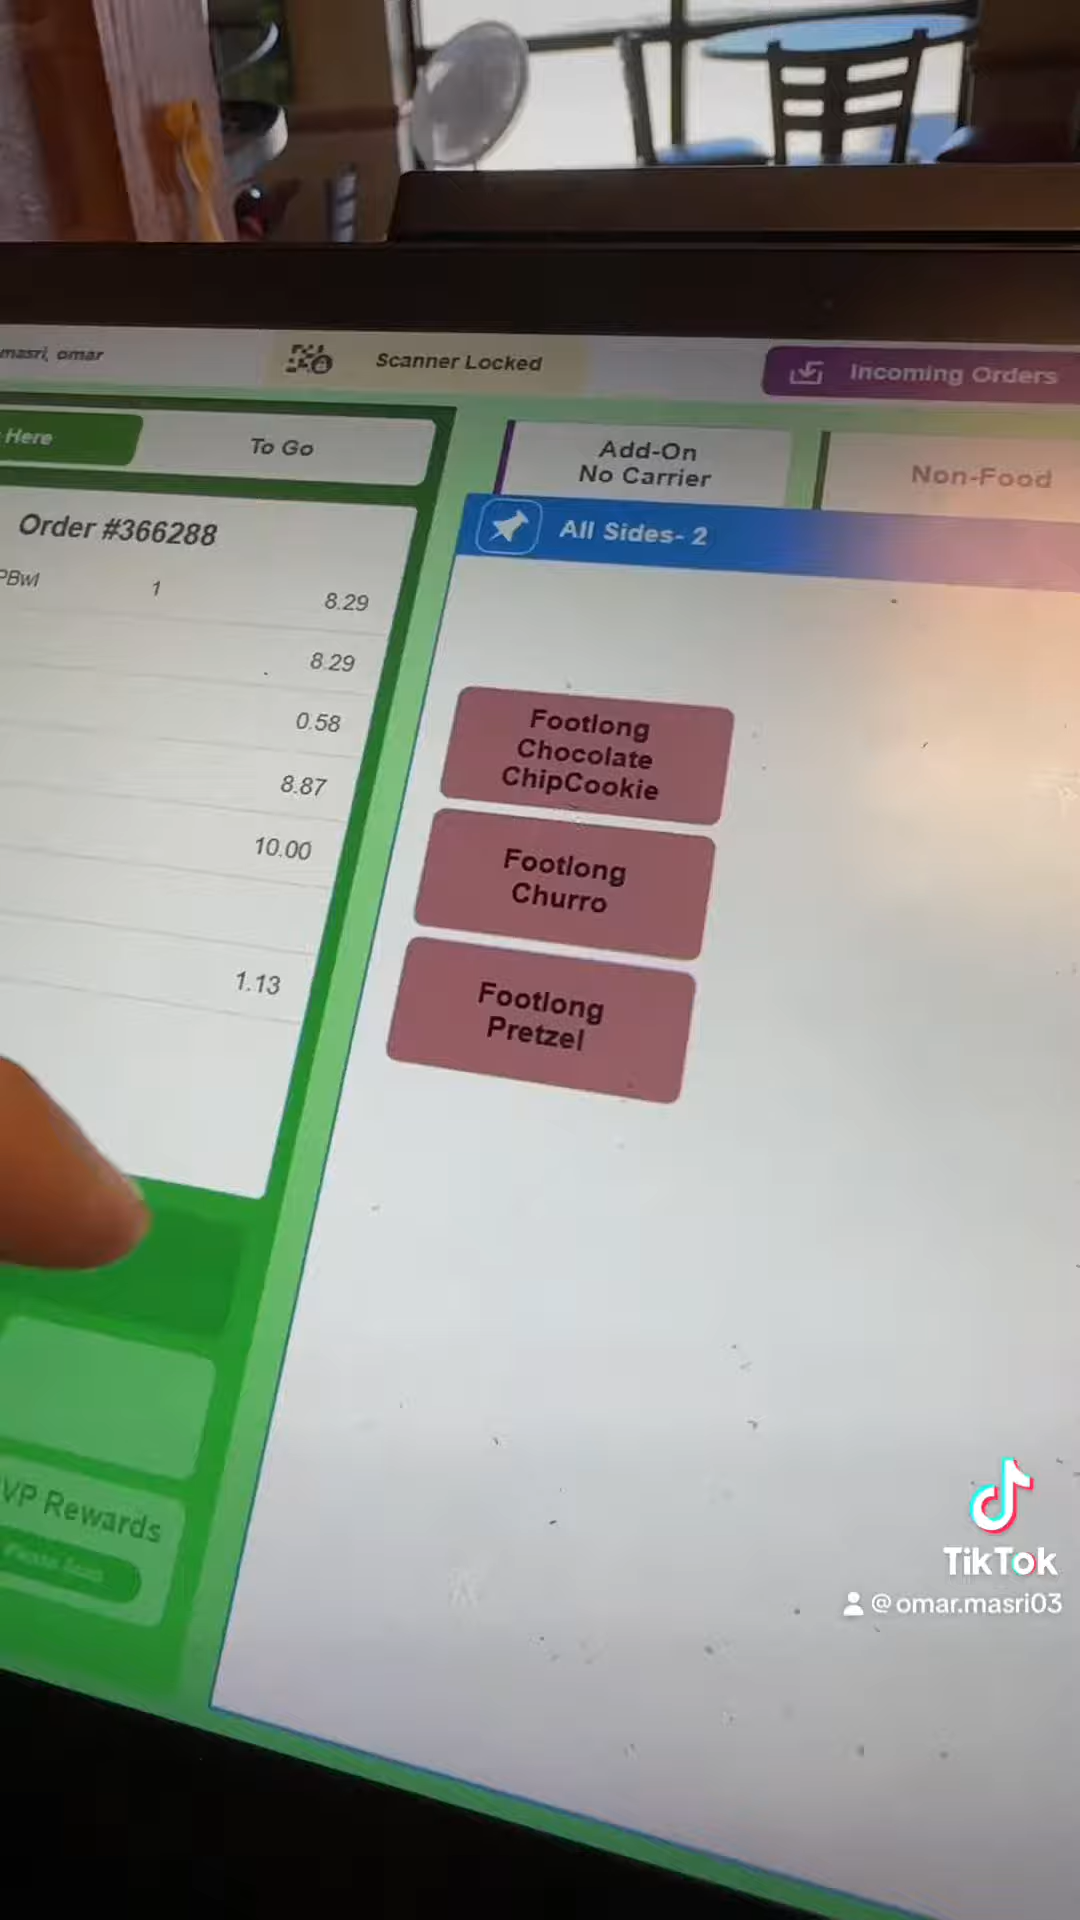 masri, omar
Scanner Locked
Incoming Orders
Here
To Go
Add-On
No Carrier
Non-Food
Order #366288
All Sides- 2
PBwl 1 8.29
8.29
0.58
8.87
10.00
1.13
Footlong
Chocolate
ChipCookie
Footlong
Churro
Footlong
Pretzel
VP Rewards
TikTok
@omar.masri03